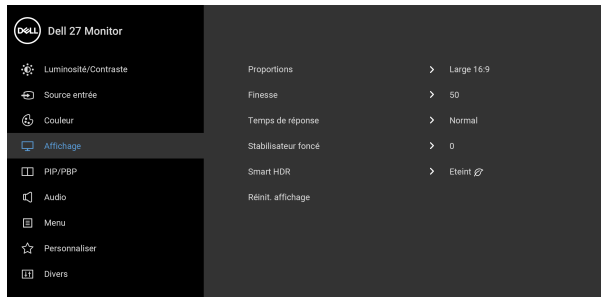 DELL Dell 27 Monitor
Luminosité/Contraste
Source entrée
Couleur
Affichage
PIP/PBP
Audio
Menu
Personnaliser
Divers
Proportions > Large 16:9
Finesse > 50
Temps de réponse > Normal
Stabilisateur foncé > 0
Smart HDR > Eteint
Réinit. affichage